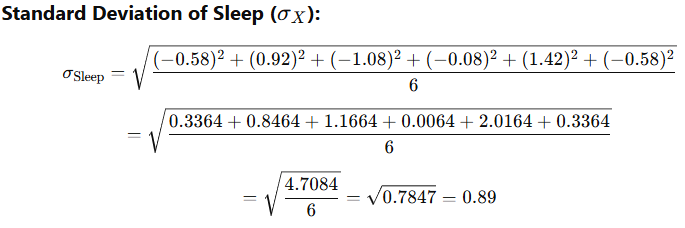 Standard Deviation of Sleep (σX):
σSleep = √((−0.58)² + (0.92)² + (−1.08)² + (−0.08)² + (1.42)² + (−0.58)² / 6)
= √(0.3364 + 0.8464 + 1.1664 + 0.0064 + 2.0164 + 0.3364 / 6)
= √(4.7084 / 6) = √0.7847 = 0.89